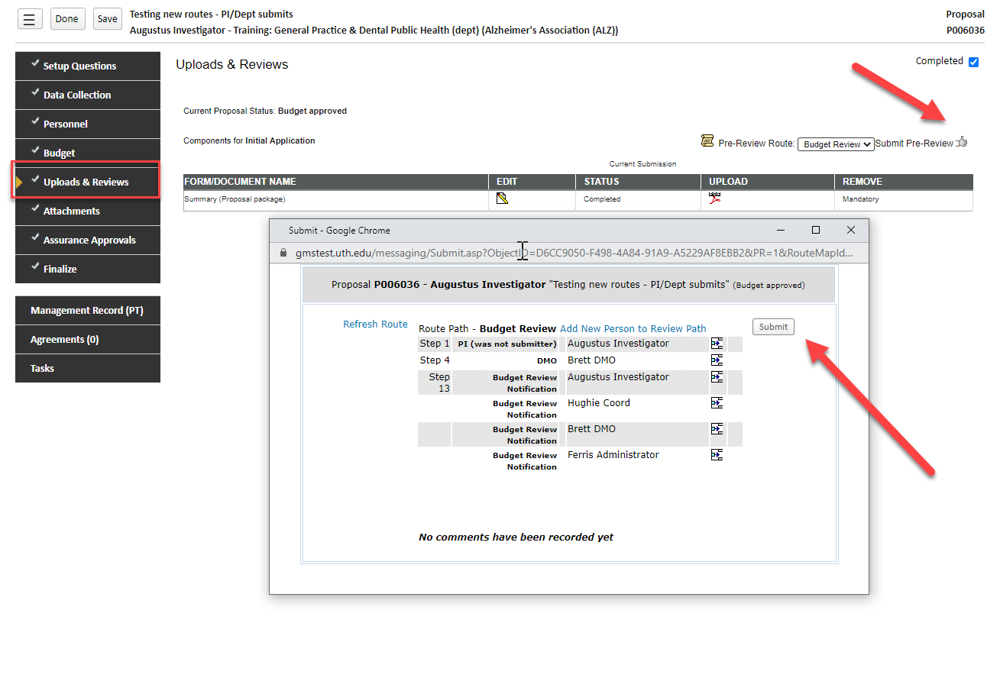 Done Save Testing new routes - PI/Dept submits Proposal
Augustus Investigator - Training: General Practice & Dental Public Health (dept) (Alzheimer's Association (ALZ)) P006036
Setup Questions
Data Collection
Personnel
Budget
Uploads & Reviews
Attachments
Assurance Approvals
Finalize
Management Record (PT)
Agreements (0)
Tasks
Uploads & Reviews Completed
Current Proposal Status: Budget approved
Components for Initial Application Pre-Review Route: Budget Review Submit Pre-Review
Current Submission
FORM/DOCUMENT NAME EDIT STATUS UPLOAD REMOVE
Summary (Proposal package) Completed Mandatory
Submit - Google Chrome
gmstest.uth.edu/messaging/Submit.asp?ObjectID=D6CC9050-F498-4A84-91A9-A5229AF8EBB2&PR=1&RouteMapId...
Proposal P006036 - Augustus Investigator "Testing new routes - PI/Dept submits" (Budget approved)
Refresh Route Route Path - Budget Review Add New Person to Review Path Submit
Step 1 PI (was not submitter) Augustus Investigator
Step 4 DMO Brett DMO
Step Budget Review Augustus Investigator
13 Notification
Budget Review Hughie Coord
Notification
Budget Review Brett DMO
Notification
Budget Review Ferris Administrator
Notification
No comments have been recorded yet